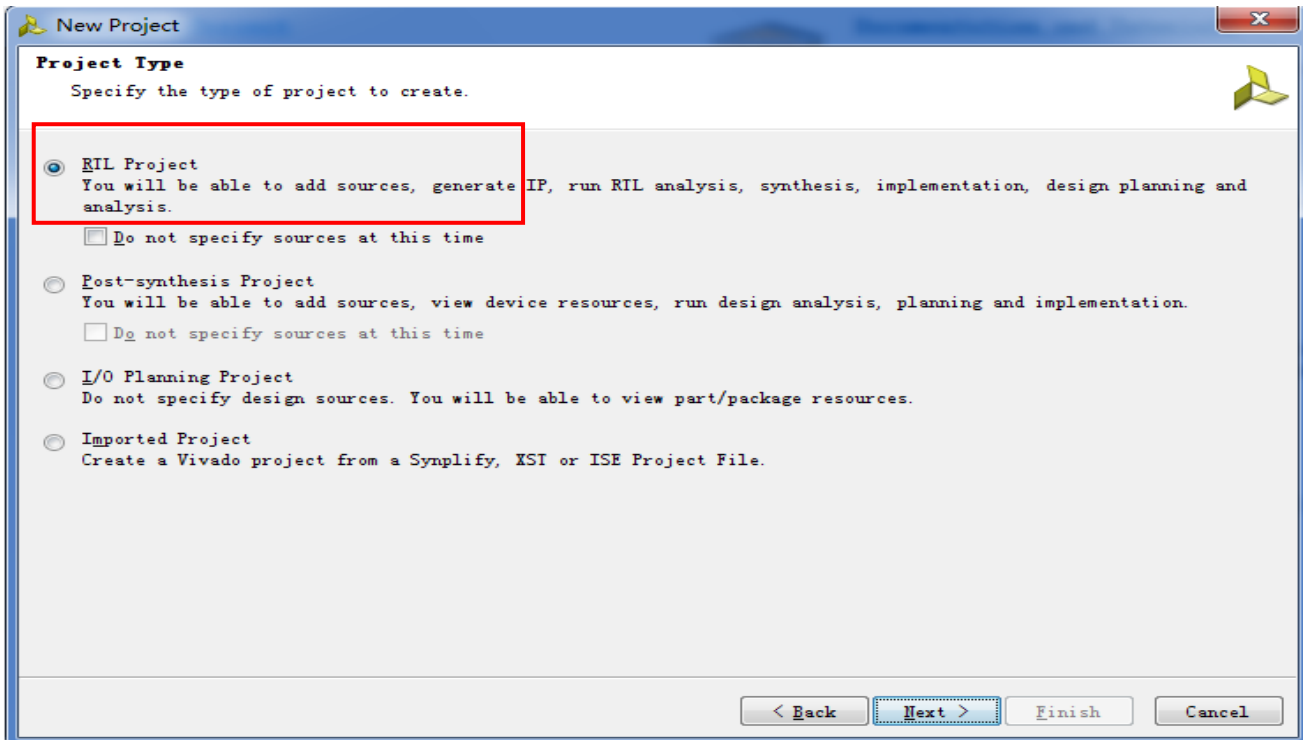 New Project
Project Type
Specify the type of project to create.
RTL Project
You will be able to add sources, generate IP, run RTL analysis, synthesis, implementation, design planning and
analysis.
Do not specify sources at this time
Post-synthesis Project
You will be able to add sources, view device resources, run design analysis, planning and implementation.
Do not specify sources at this time
I/O Planning Project
Do not specify design sources. You will be able to view part/package resources.
Imported Project
Create a Vivado project from a Synplify, XST or ISE Project File.
< Back Next > Finish Cancel